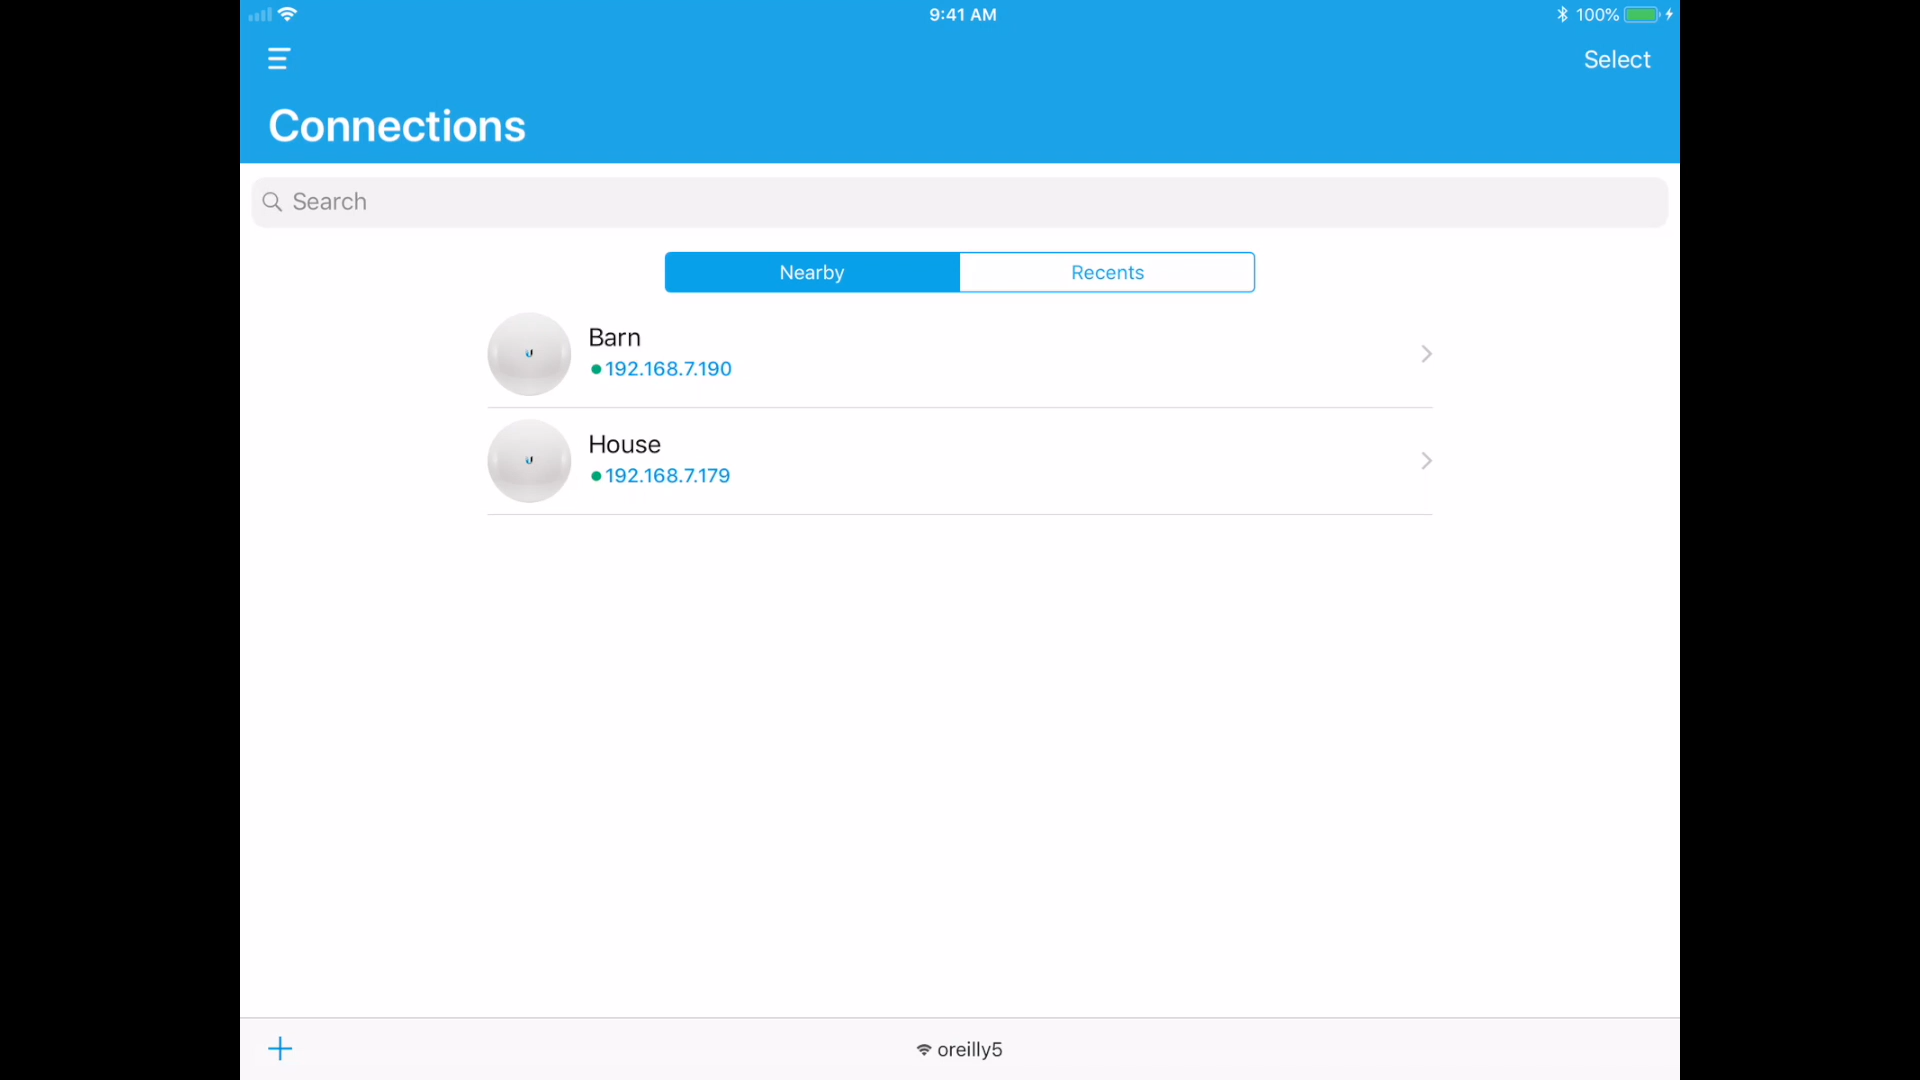 9:41 AM
100%
Select
Connections
Search
Nearby
Recents
Barn
192.168.7.190
House
192.168.7.179
oreilly5